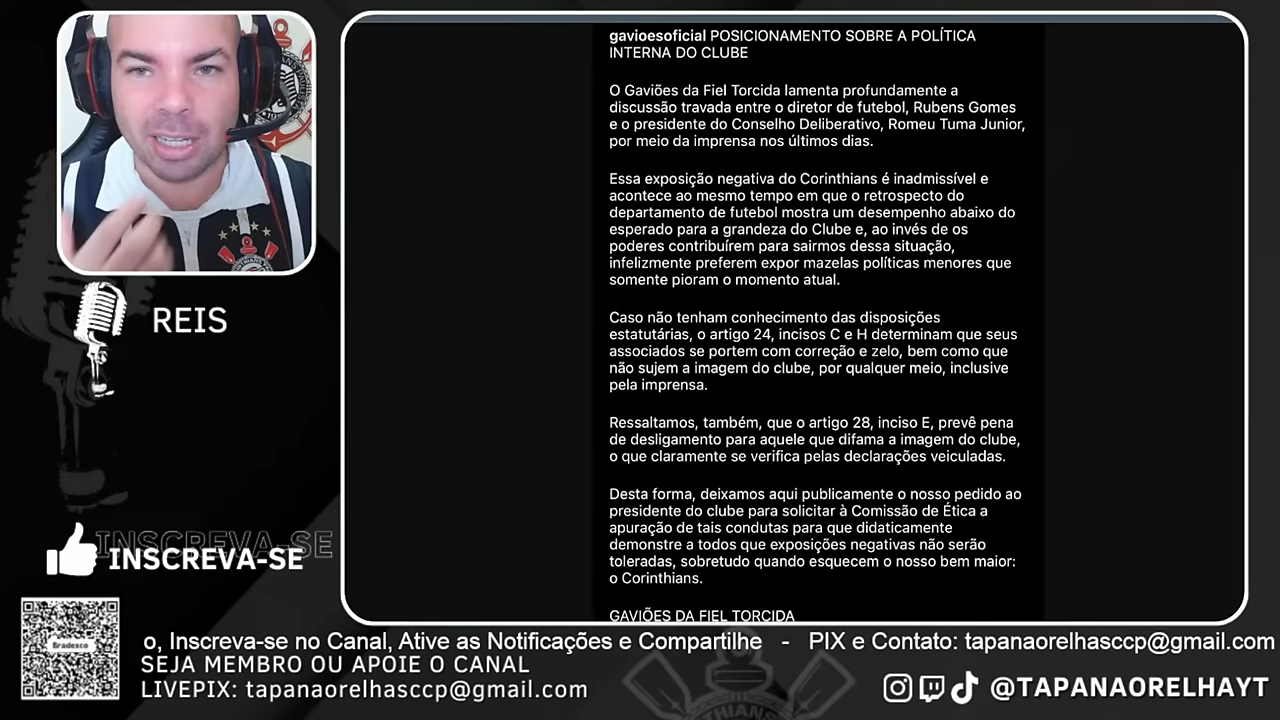 gavioesoficial POSICIONAMENTO SOBRE A POLÍTICA
INTERNA DO CLUBE
O Gaviões da Fiel Torcida lamenta profundamente a
discussão travada entre o diretor de futebol, Rubens Gomes
e o presidente do Conselho Deliberativo, Romeu Tuma Junior,
por meio da imprensa nos últimos dias.
Essa exposição negativa do Corinthians é inadmissível e
acontece ao mesmo tempo em que o retrospecto do
departamento de futebol mostra um desempenho abaixo do
esperado para a grandeza do Clube e, ao invés de os
poderes contribuírem para sairmos dessa situação,
infelizmente preferem expor mazelas políticas menores que
somente pioram o momento atual.
Caso não tenham conhecimento das disposições
estatutárias, o artigo 24, incisos C e H determinam que seus
associados se portem com correção e zelo, bem como que
não sujem a imagem do clube, por qualquer meio, inclusive
pela imprensa.
Ressaltamos, também, que o artigo 28, inciso E, prevê pena
de desligamento para aquele que difama a imagem do clube,
o que claramente se verifica pelas declarações veiculadas.
Desta forma, deixamos aqui publicamente o nosso pedido ao
presidente do clube para solicitar à Comissão de Ética a
apuração de tais condutas para que didaticamente
demonstre a todos que exposições negativas não serão
toleradas, sobretudo quando esquecem o nosso bem maior:
o Corinthians.
GAVIÕES DA FIEL TORCIDA
REIS
INSCREVA-SE
INSCREVA-SE
Bradesco
o, Inscreva-se no Canal, Ative as Notificações e Compartilhe - PIX e Contato: tapanaorelhasccp@gmail.com
SEJA MEMBRO OU APOIE O CANAL
LIVEPIX: tapanaorelhasccp@gmail.com
@TAPANAORELHAYT